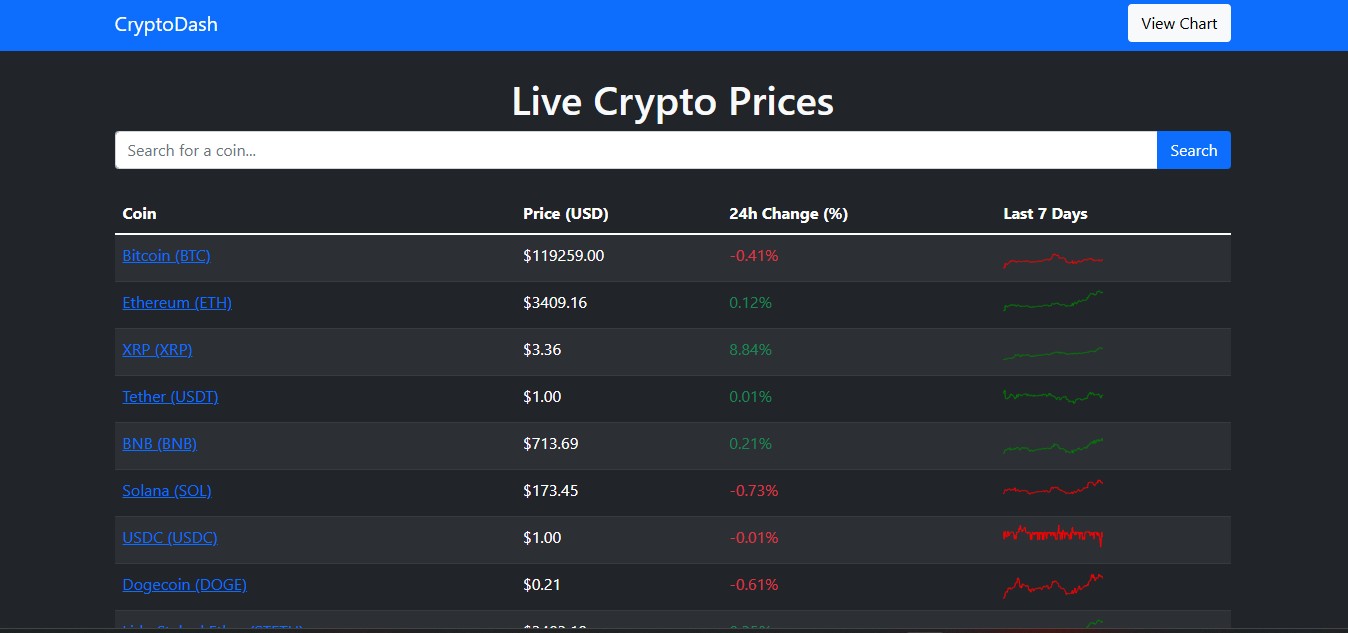 CryptoDash View Chart
Live Crypto Prices
Search for a coin... Search
Coin Price (USD) 24h Change (%) Last 7 Days
Bitcoin (BTC) $119259.00 -0.41%
Ethereum (ETH) $3409.16 0.12%
XRP (XRP) $3.36 8.84%
Tether (USDT) $1.00 0.01%
BNB (BNB) $713.69 0.21%
Solana (SOL) $173.45 -0.73%
USDC (USDC) $1.00 -0.01%
Dogecoin (DOGE) $0.21 -0.61%